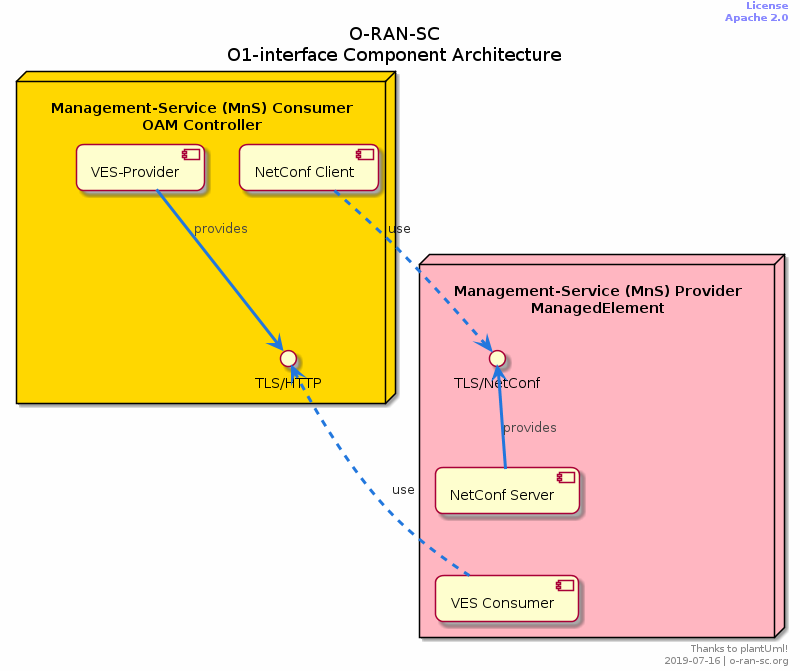 License
Apache 2.0
O-RAN-SC
O1-interface Component Architecture
Management-Service (MnS) Consumer
OAM Controller
VES-Provider
NetConf Client
provides
use
Management-Service (MnS) Provider
ManagedElement
TLS/HTTP
TLS/NetConf
provides
use
NetConf Server
VES Consumer
Thanks to plantUml!
2019-07-16 | o-ran-sc.org